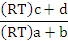 (RT)c + d
(RT)a + b